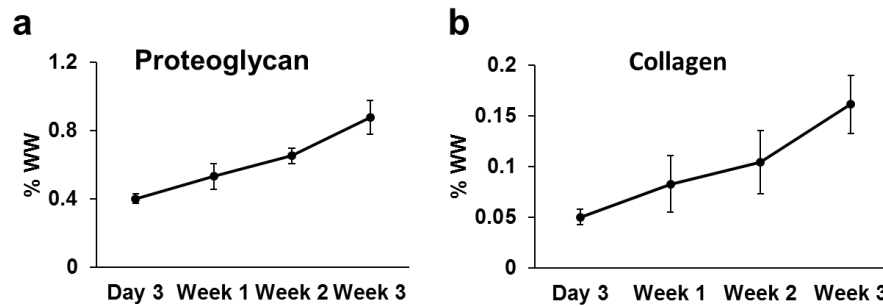 a
Proteoglycan
% WW
1.2
0.8
0.4
0
Day 3 Week 1 Week 2 Week 3
b
Collagen
% WW
0.2
0.15
0.1
0.05
0
Day 3 Week 1 Week 2 Week 3